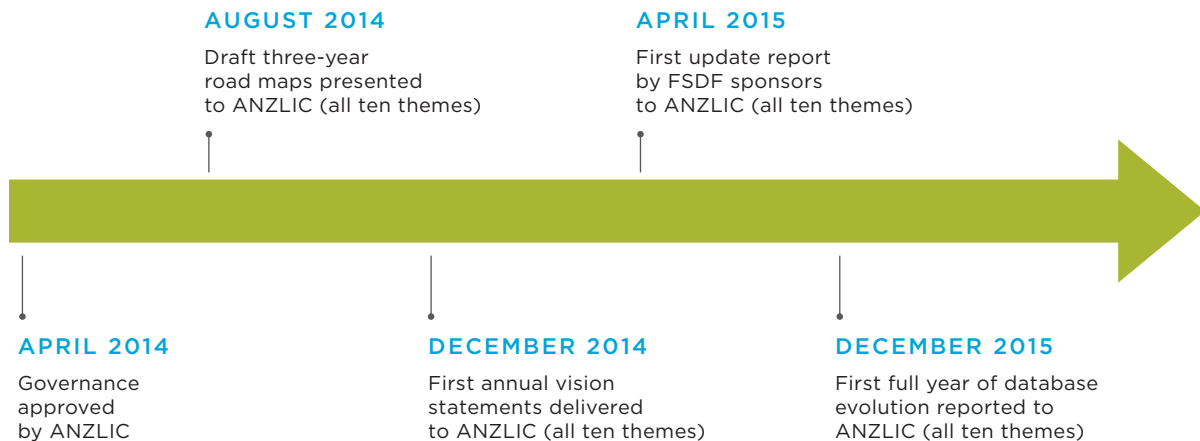 AUGUST 2014
Draft three-year
road maps presented
to ANZLIC (all ten themes)
APRIL 2015
First update report
by FSDF sponsors
to ANZLIC (all ten themes)
APRIL 2014
Governance
approved
by ANZLIC
DECEMBER 2014
First annual vision
statements delivered
to ANZLIC (all ten themes)
DECEMBER 2015
First full year of database
evolution reported to
ANZLIC (all ten themes)